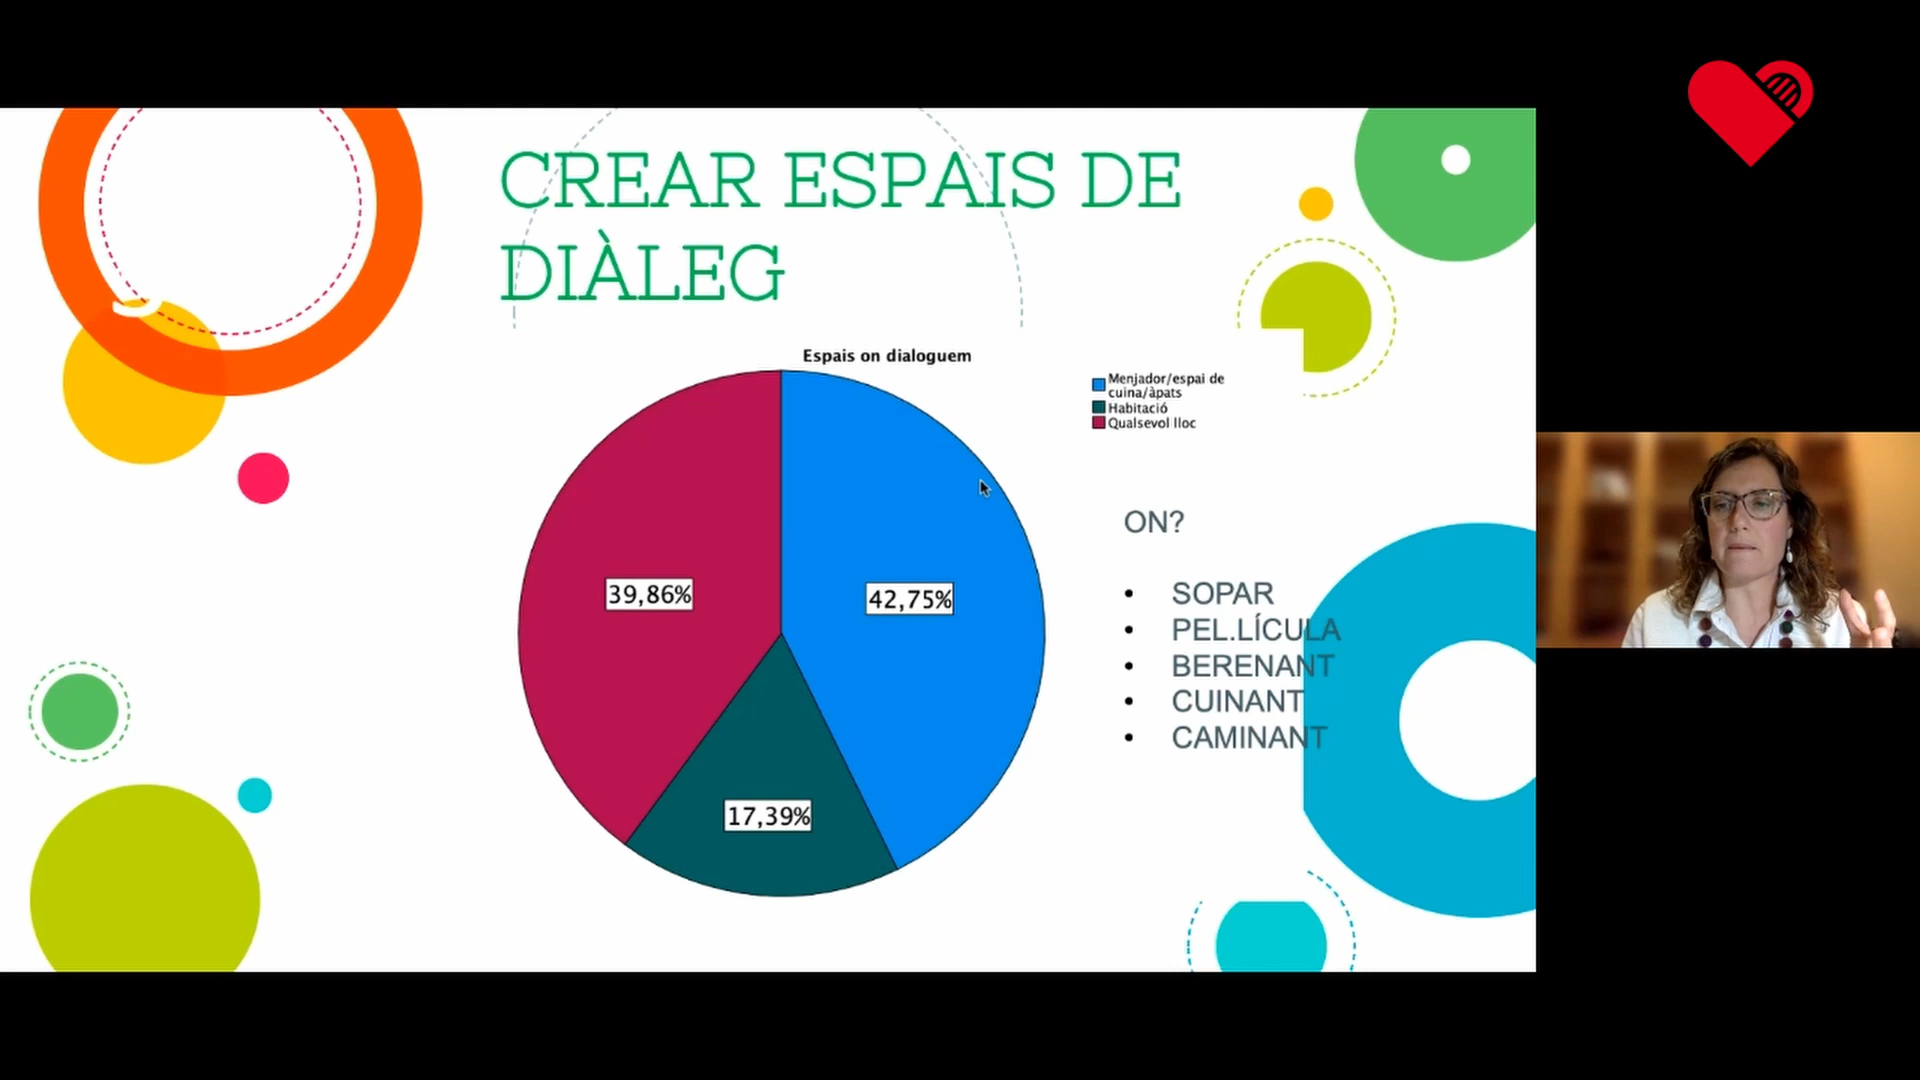 CREAR ESPAIS DE
DIÀLEG
Espais on dialoguem
Menjador/espai de
cuina/àpats
Habitació
Qualsevol lloc
39,86%
42,75%
17,39%
ON?
• SOPAR
• PEL.LÍCULA
• BERENANT
• CUINANT
• CAMINANT